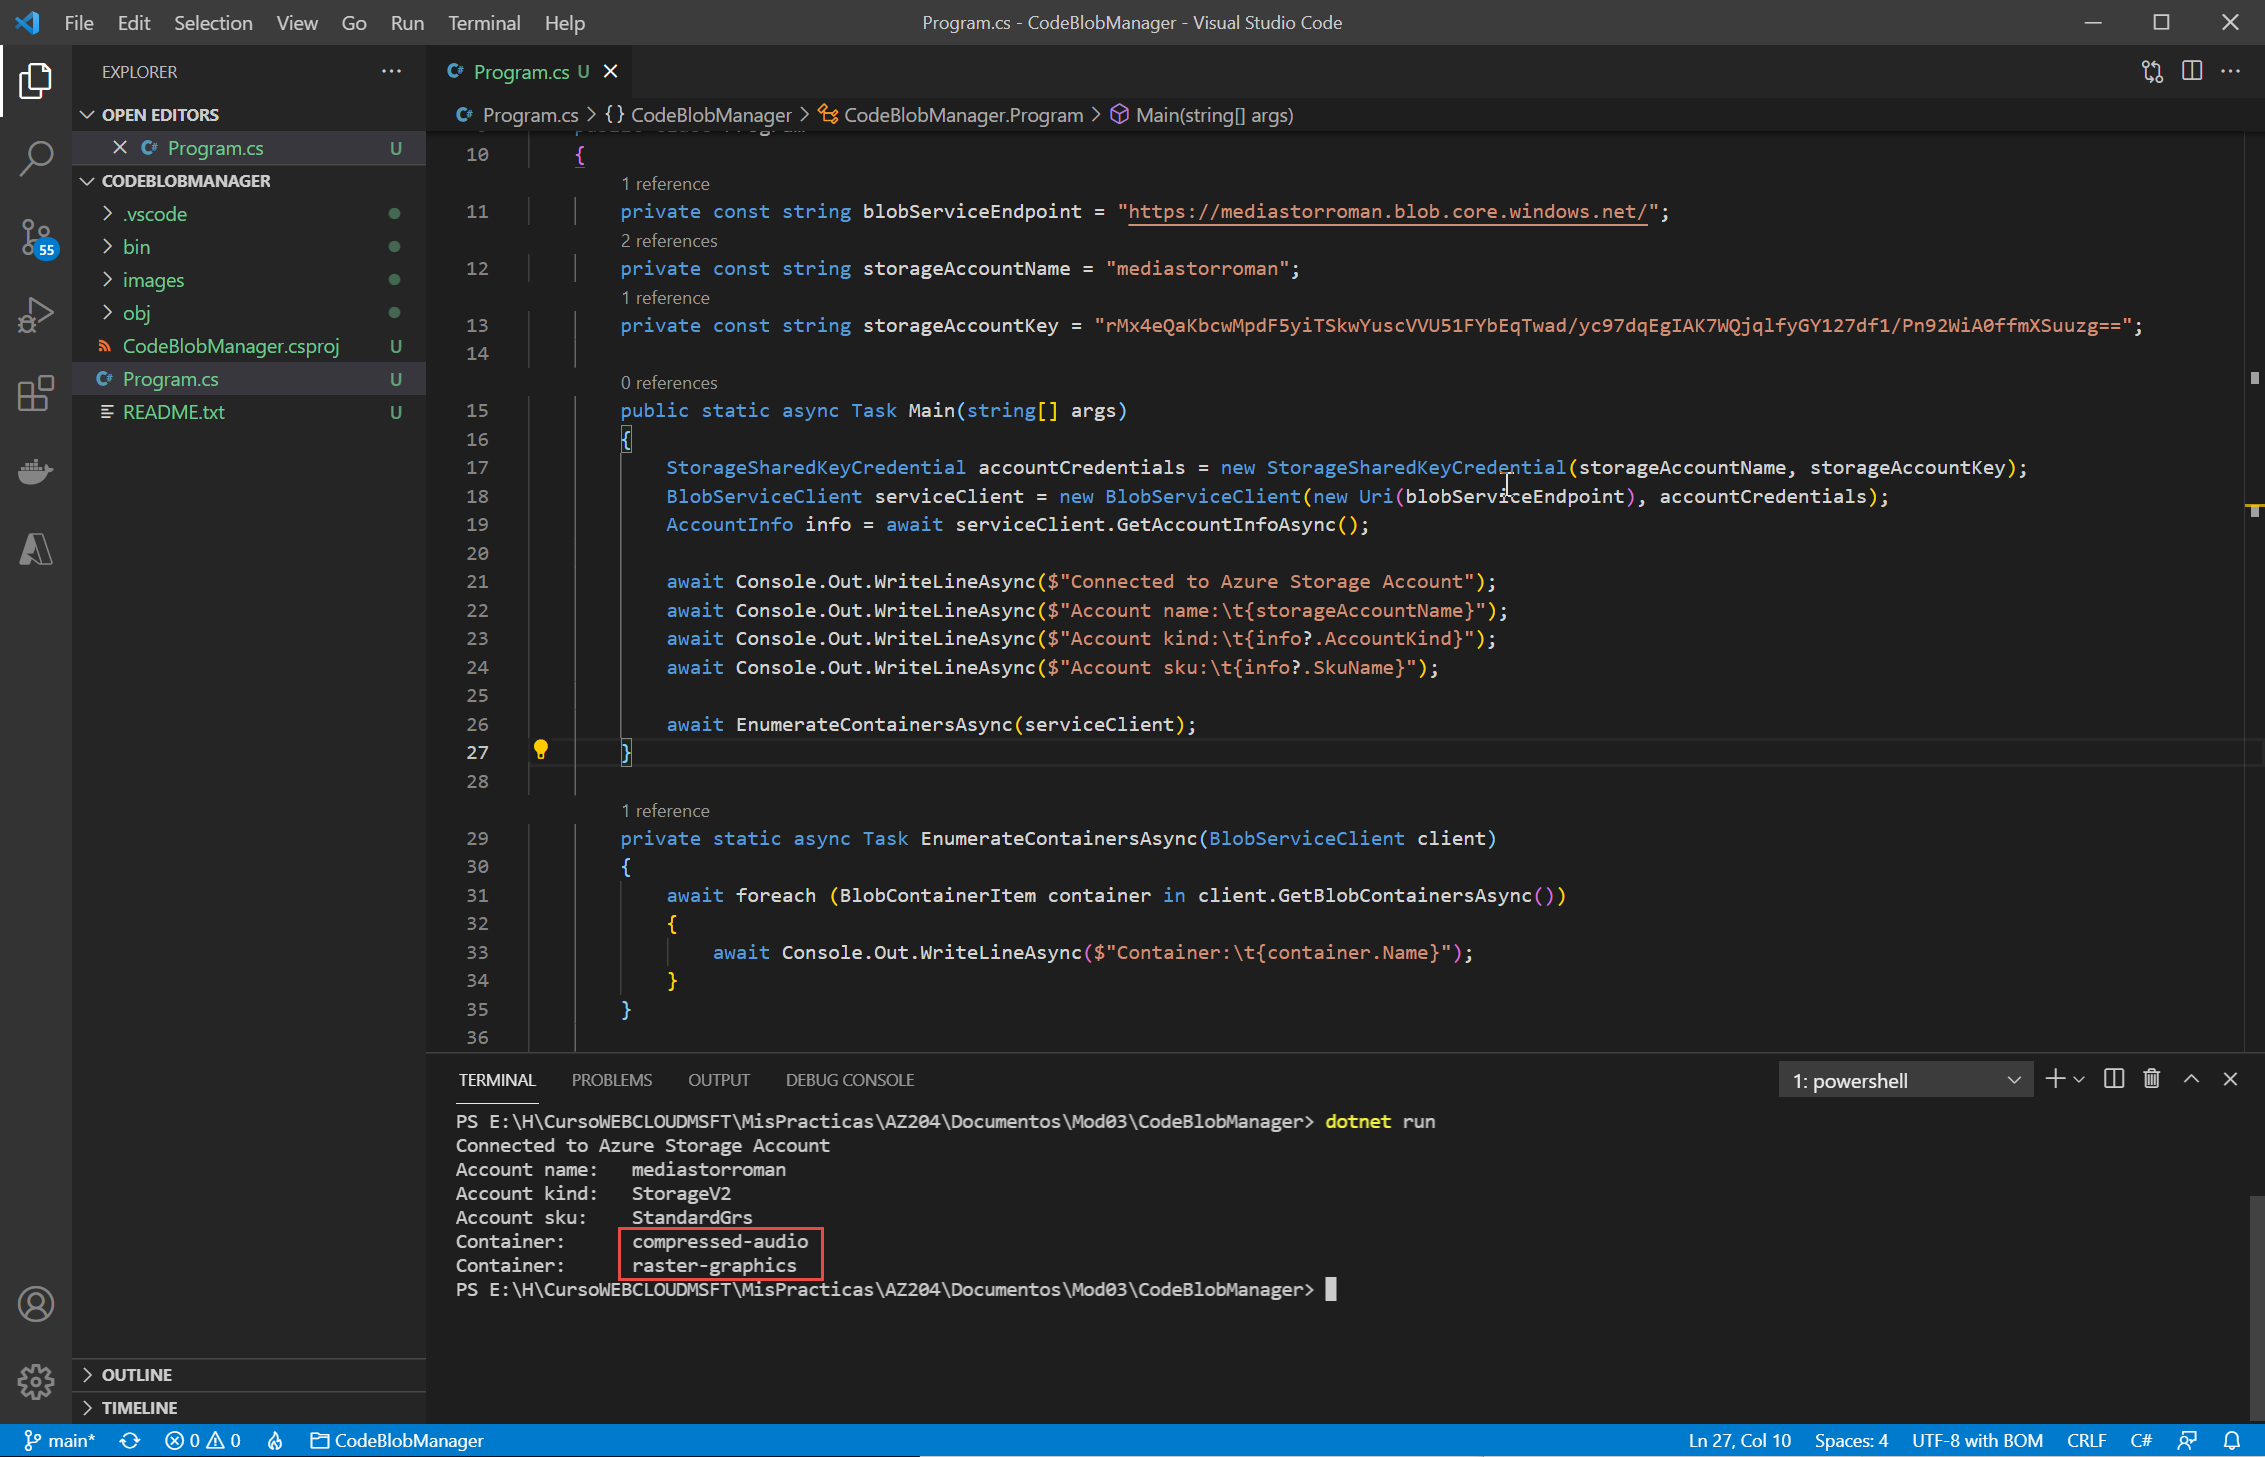 File Edit Selection View Go Run Terminal Help
Program.cs - CodeBlobManager - Visual Studio Code
EXPLORER
OPEN EDITORS
Program.cs U
CODEBLOBMANAGER
.vscode
bin
images
obj
CodeBlobManager.csproj U
Program.cs U
README.txt U
55
OUTLINE
TIMELINE
Program.cs U
Program.cs > {} CodeBlobManager > CodeBlobManager.Program > Main(string[] args)
10 {
1 reference
11 private const string blobServiceEndpoint = "https://mediastorroman.blob.core.windows.net/";
2 references
12 private const string storageAccountName = "mediastorroman";
1 reference
13 private const string storageAccountKey = "rMx4eQaKbcwMpdF5yiTSkwYuscVVU51FYbEqTwad/yc97dqEgIAK7WQjqlfyGY127df1/Pn92WiA0ffmXSuuzg==";
14
0 references
15 public static async Task Main(string[] args)
16 {
17 StorageSharedKeyCredential accountCredentials = new StorageSharedKeyCredential(storageAccountName, storageAccountKey);
18 BlobServiceClient serviceClient = new BlobServiceClient(new Uri(blobServiceEndpoint), accountCredentials);
19 AccountInfo info = await serviceClient.GetAccountInfoAsync();
20
21 await Console.Out.WriteLineAsync($"Connected to Azure Storage Account");
22 await Console.Out.WriteLineAsync($"Account name:\t{storageAccountName}");
23 await Console.Out.WriteLineAsync($"Account kind:\t{info?.AccountKind}");
24 await Console.Out.WriteLineAsync($"Account sku:\t{info?.SkuName}");
25
26 await EnumerateContainersAsync(serviceClient);
27 }
28
1 reference
29 private static async Task EnumerateContainersAsync(BlobServiceClient client)
30 {
31 await foreach (BlobContainerItem container in client.GetBlobContainersAsync())
32 {
33 await Console.Out.WriteLineAsync($"Container:\t{container.Name}");
34 }
35 }
36
TERMINAL PROBLEMS OUTPUT DEBUG CONSOLE
1: powershell
PS E:\H\CursoWEBCLOUDMSFT\MisPracticas\AZ204\Documentos\Mod03\CodeBlobManager> dotnet run
Connected to Azure Storage Account
Account name: mediastorroman
Account kind: StorageV2
Account sku: StandardGrs
Container: compressed-audio
Container: raster-graphics
PS E:\H\CursoWEBCLOUDMSFT\MisPracticas\AZ204\Documentos\Mod03\CodeBlobManager>
main* 0 0 CodeBlobManager
Ln 27, Col 10 Spaces: 4 UTF-8 with BOM CRLF C#